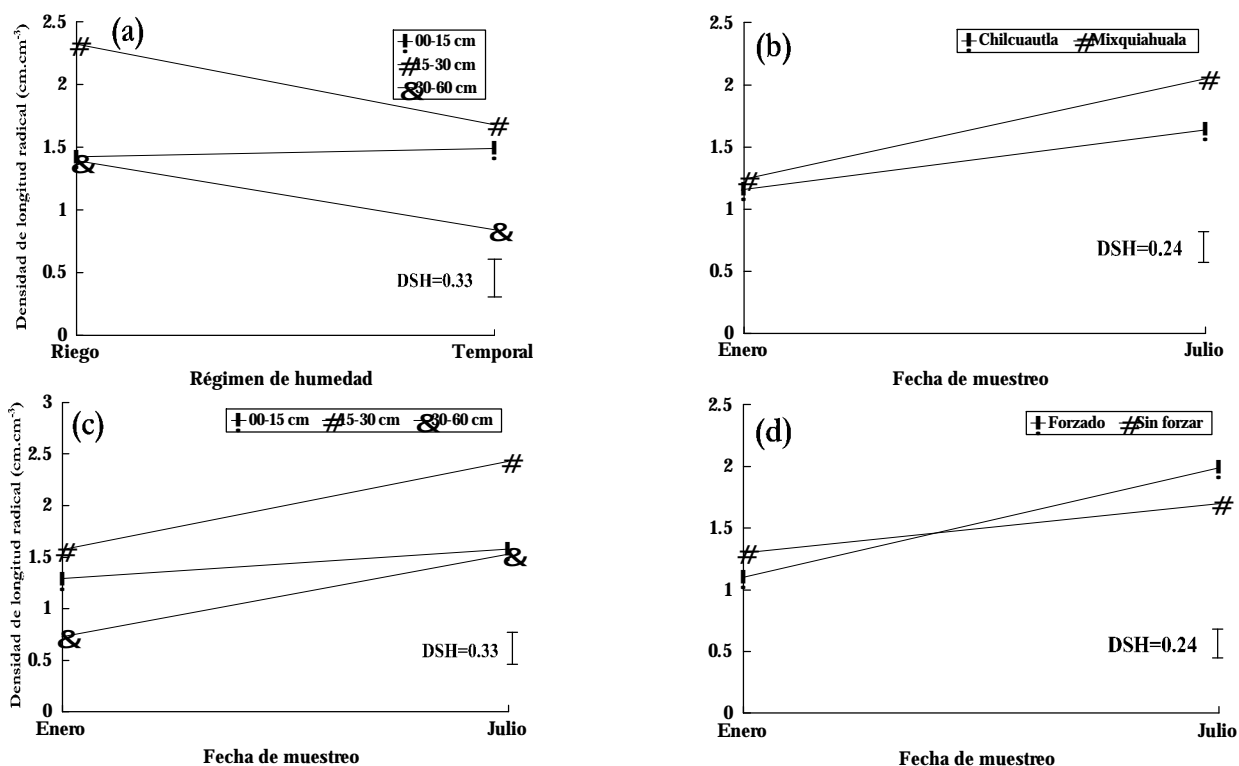 (a)
Densidad de longitud radical (cm.cm-3)
2.5
2
1.5
1
0.5
0
00-15 cm
15-30 cm
30-60 cm
DSH=0.33
Riego Temporal
Régimen de humedad
(b)
2.5
2
1.5
1
0.5
0
Chilcuautla Mixquiahuala
DSH=0.24
Enero Julio
Fecha de muestreo
(c)
Densidad de longitud radical (cm.cm-3)
3
2.5
2
1.5
1
0.5
0
00-15 cm 15-30 cm 30-60 cm
DSH=0.33
Enero Julio
Fecha de muestreo
(d)
2.5
2
1.5
1
0.5
0
Forzado Sin forzar
DSH=0.24
Enero Julio
Fecha de muestreo